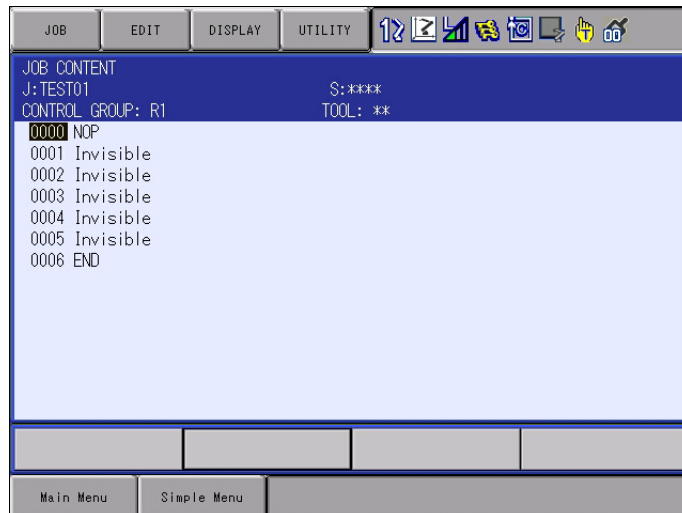 JOB EDIT DISPLAY UTILITY
JOB CONTENT
J:TEST01 S:****
CONTROL GROUP: R1 TOOL: **
0000 NOP
0001 Invisible
0002 Invisible
0003 Invisible
0004 Invisible
0005 Invisible
0006 END
Main Menu Simple Menu